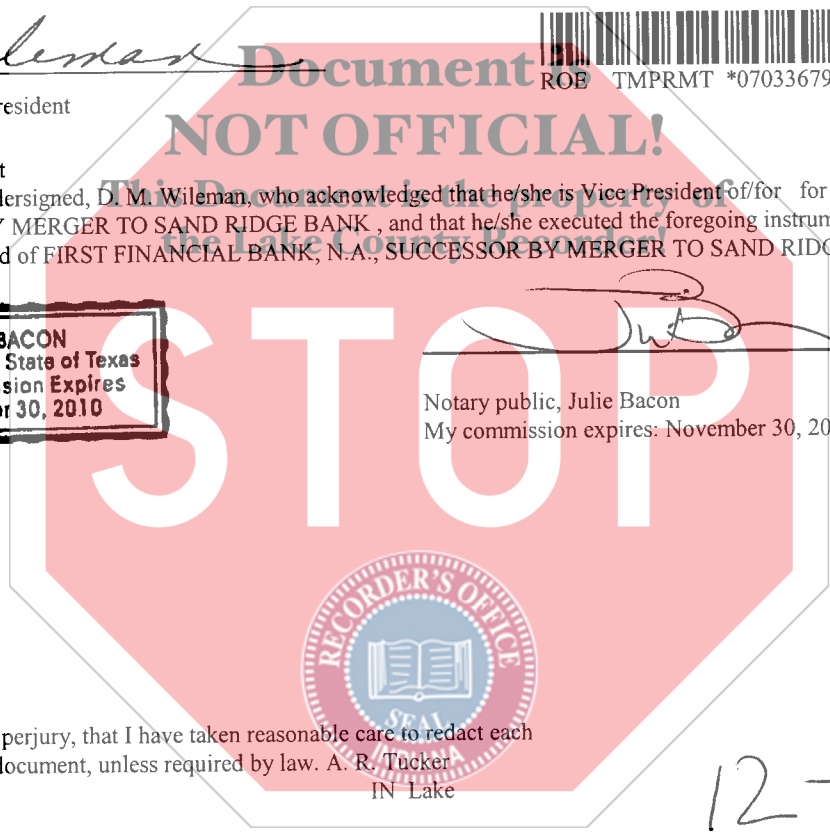 ileman
ROE TMPRMT *07033679
Document is
resident
NOT OFFICIAL!
t
This Document is the property of
lersigned, D. M. Wileman, who acknowledged that he/she is Vice President of/for for
Y MERGER TO SAND RIDGE BANK , and that he/she executed the foregoing instrum
the Lake County Recorder!
d of FIRST FINANCIAL BANK, N.A., SUCCESSOR BY MERGER TO SAND RIDG
STOP
BACON
State of Texas
sion Expires
r 30, 2010
Notary public, Julie Bacon
My commission expires: November 30, 20
RECORDER'S OFFICE
SEAL
INDIANA
perjury, that I have taken reasonable care to redact each
document, unless required by law. A. R. Tucker
IN Lake
12-